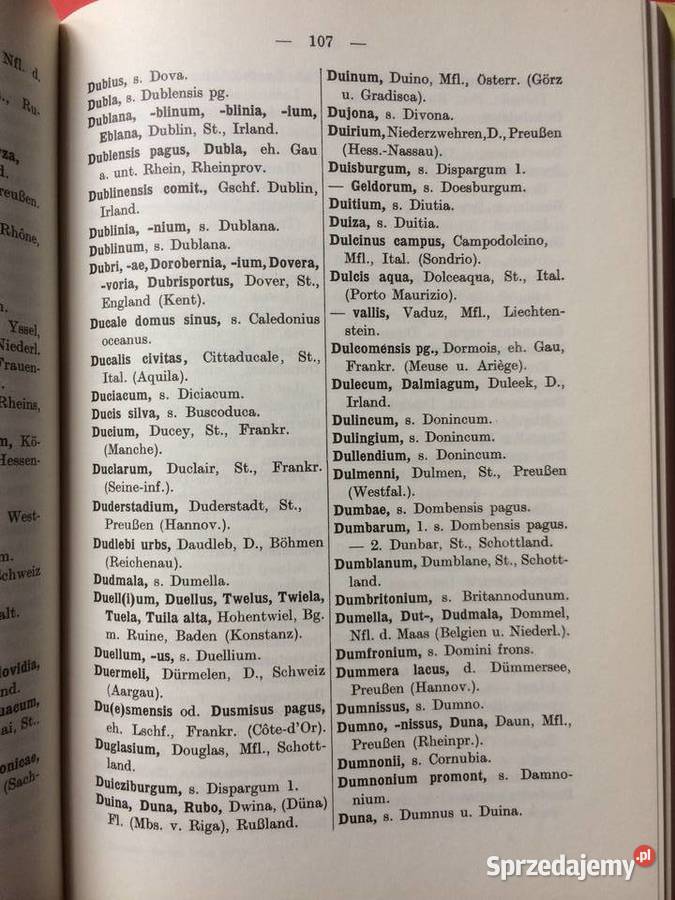 — 107 —
Dubius, s. Dova.
Dubla, s. Dublensis pg.
Dublana, -blinum, -blinia, -ium,
Eblana, Dublin, St., Irland.
Dublensis pagus, Dubla, eh. Gau
a. unt. Rhein, Rheinprov.
Dublinensis comit., Gschf. Dublin,
Irland.
Dublinia, -nium, s. Dublana.
Dublinum, s. Dublana.
Dubri, -ae, Dorobernia, -ium, Dovera,
-voria, Dubrisportus, Dover, St.,
England (Kent).
Ducale domus sinus, s. Caledonius
oceanus.
Ducalis civitas, Cittaducale, St.,
Ital. (Aquila).
Duciacum, s. Diciacum.
Ducis silva, s. Buscoduca.
Ducium, Ducey, St., Frankr.
(Manche).
Duclarum, Duclair, St., Frankr.
(Seine-inf.).
Duderstadium, Duderstadt, St.,
Preußen (Hannov.).
Dudlebi urbs, Daudleb, D., Böhmen
(Reichenau).
Dudmala, s. Dumella.
Duell(i)um, Duellus, Twelus, Twiela,
Tuela, Tuila alta, Hohentwiel, Bg.
m. Ruine, Baden (Konstanz).
Duellum, -us, s. Duellium.
Duermeli, Dürmelen, D., Schweiz
(Aargau).
Du(e)smensis od. Dusmisus pagus,
eh. Lschf., Frankr. (Côte-d'Or).
Duglasium, Douglas, Mfl., Schott-
land.
Duicziburgum, s. Dispargum 1.
Duina, Duna, Rubo, Dwina, (Düna)
Fl. (Mbs. v. Riga), Rußland.
Duinum, Duino, Mfl., Österr. (Görz
u. Gradisca).
Dujona, s. Divona.
Duirium, Niederzwehren, D., Preußen
(Hess.-Nassau).
Duisburgum, s. Dispargum 1.
— Geldorum, s. Doesburgum.
Duitium, s. Diutia.
Duiza, s. Duitia.
Dulcinus campus, Campodolcino,
Mfl., Ital. (Sondrio).
Dulcis aqua, Dolceaqua, St., Ital.
(Porto Maurizio).
— vallis, Vaduz, Mfl., Liechten-
stein.
Dulcomensis pg., Dormois, eh. Gau,
Frankr. (Meuse u. Ariège).
Dulecum, Dalmiagum, Duleek, D.,
Irland.
Dulincum, s. Donincum.
Dulingium, s. Donincum.
Dullendium, s. Donincum.
Dulmenni, Dulmen, St., Preußen
(Westfal.).
Dumbae, s. Dombensis pagus.
Dumbarum, 1. s. Dombensis pagus.
— 2. Dunbar, St., Schottland.
Dumblanum, Dumblane, St., Schott-
land.
Dumbritonium, s. Britannodunum.
Dumella, Dut-, Dudmala, Dommel,
Nfl. d. Maas (Belgien u. Niederl.).
Dumfronium, s. Domini frons.
Dummera lacus, d. Dümmersee,
Preußen (Hannov.).
Dumnissus, s. Dumno.
Dumno, -nissus, Duna, Daun, Mfl.,
Preußen (Rheinpr.).
Dumnonii, s. Cornubia.
Dumnonium promont, s. Damno-
nium.
Duna, s. Dumnus u. Duina.
Nfl. d.
Rhône,
Yssel,
Niederl.
Frauen-
Rheins,
Kö-
Hessen-
West-
Schweiz
(Sach-
Sprzedajemy.pl